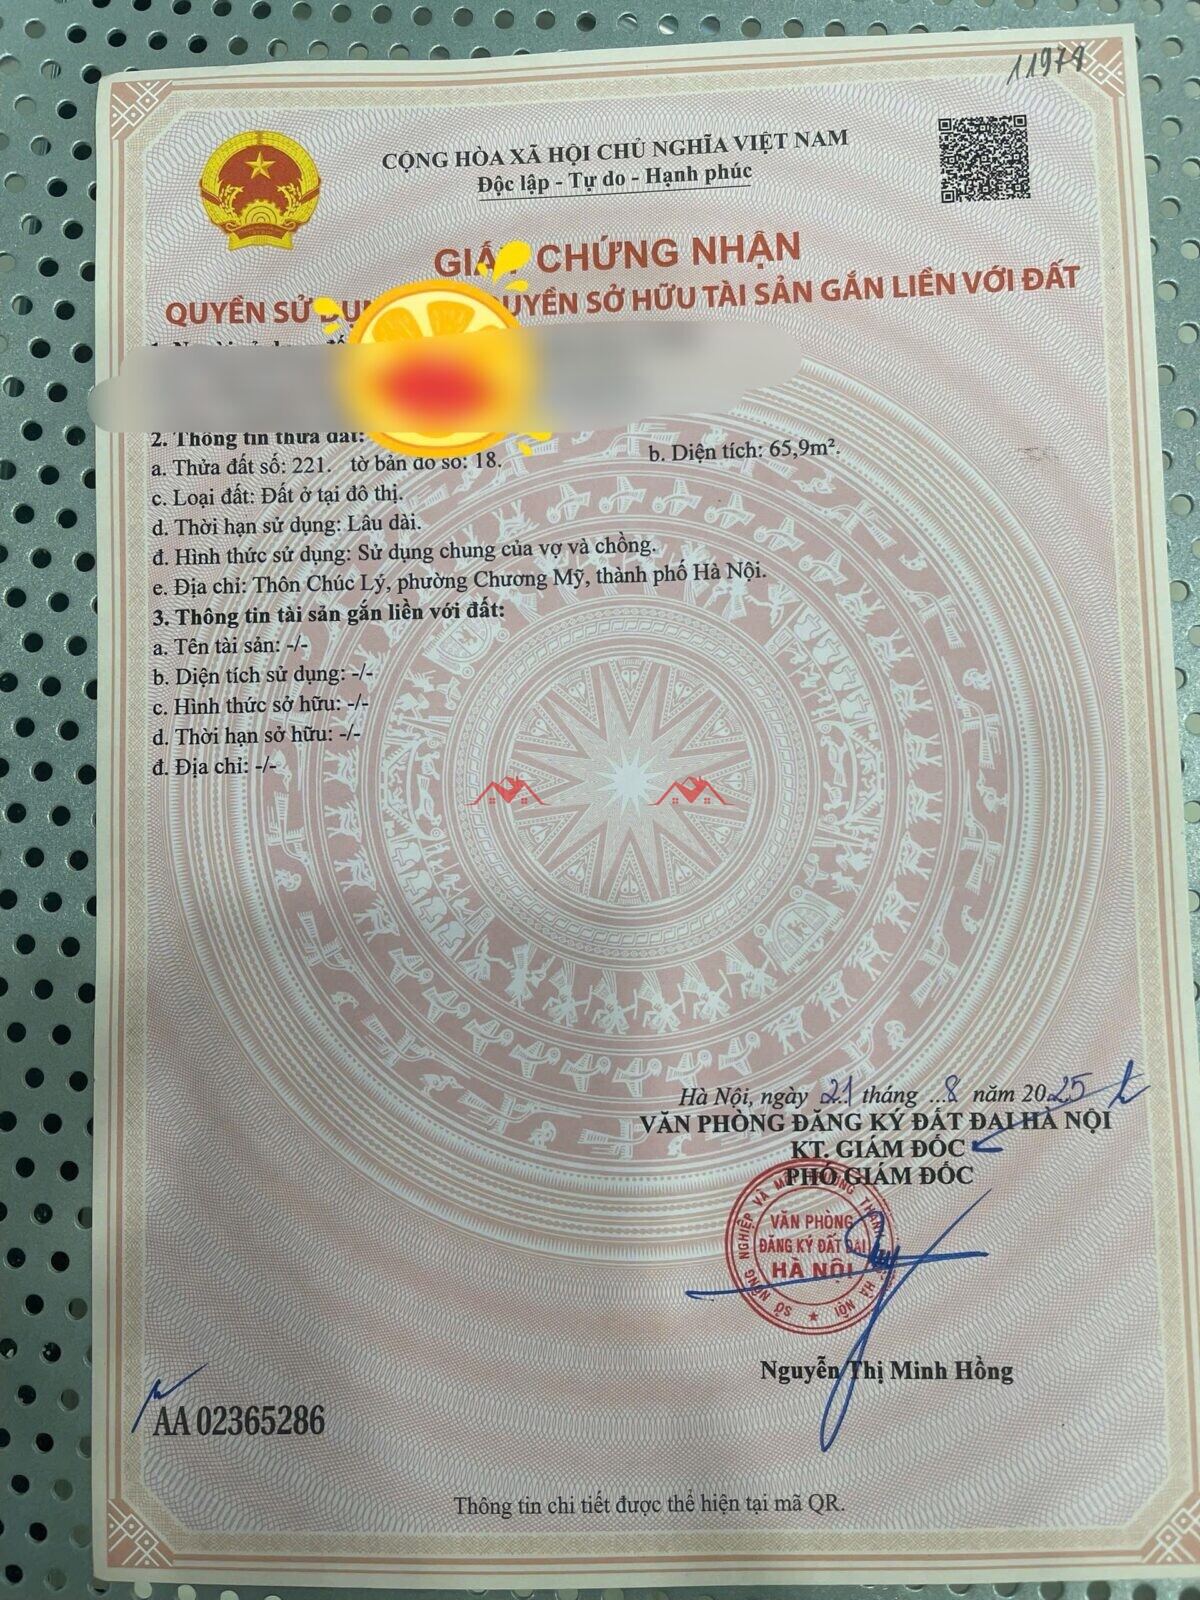 11979
CỘNG HÒA XÃ HỘI CHỦ NGHĨA VIỆT NAM
Độc lập - Tự do - Hạnh phúc
GIẤY CHỨNG NHẬN
QUYỀN SỬ DỤ UYỀN SỞ HỮU TÀI SẢN GẮN LIỀN VỚI ĐẤT
2. Thông tin thửa đất:
a. Thửa đất số: 221. tờ bản đồ số: 18. b. Diện tích: 65,9m².
c. Loại đất: Đất ở tại đô thị.
d. Thời hạn sử dụng: Lâu dài.
đ. Hình thức sử dụng: Sử dụng chung của vợ và chồng.
e. Địa chỉ: Thôn Chúc Lý, phường Chương Mỹ, thành phố Hà Nội.
3. Thông tin tài sản gắn liền với đất:
a. Tên tài sản: -/-
b. Diện tích sử dụng: -/-
c. Hình thức sở hữu: -/-
d. Thời hạn sở hữu: -/-
đ. Địa chỉ: -/-
Hà Nội, ngày 21 tháng 8 năm 2025
VĂN PHÒNG ĐĂNG KÝ ĐẤT ĐAI HÀ NỘI
KT. GIÁM ĐỐC
PHÓ GIÁM ĐỐC
VĂN PHÒNG
ĐĂNG KÝ ĐẤT ĐAI
HÀ NỘI
Nguyễn Thị Minh Hồng
AA 02365286
Thông tin chi tiết được thể hiện tại mã QR.